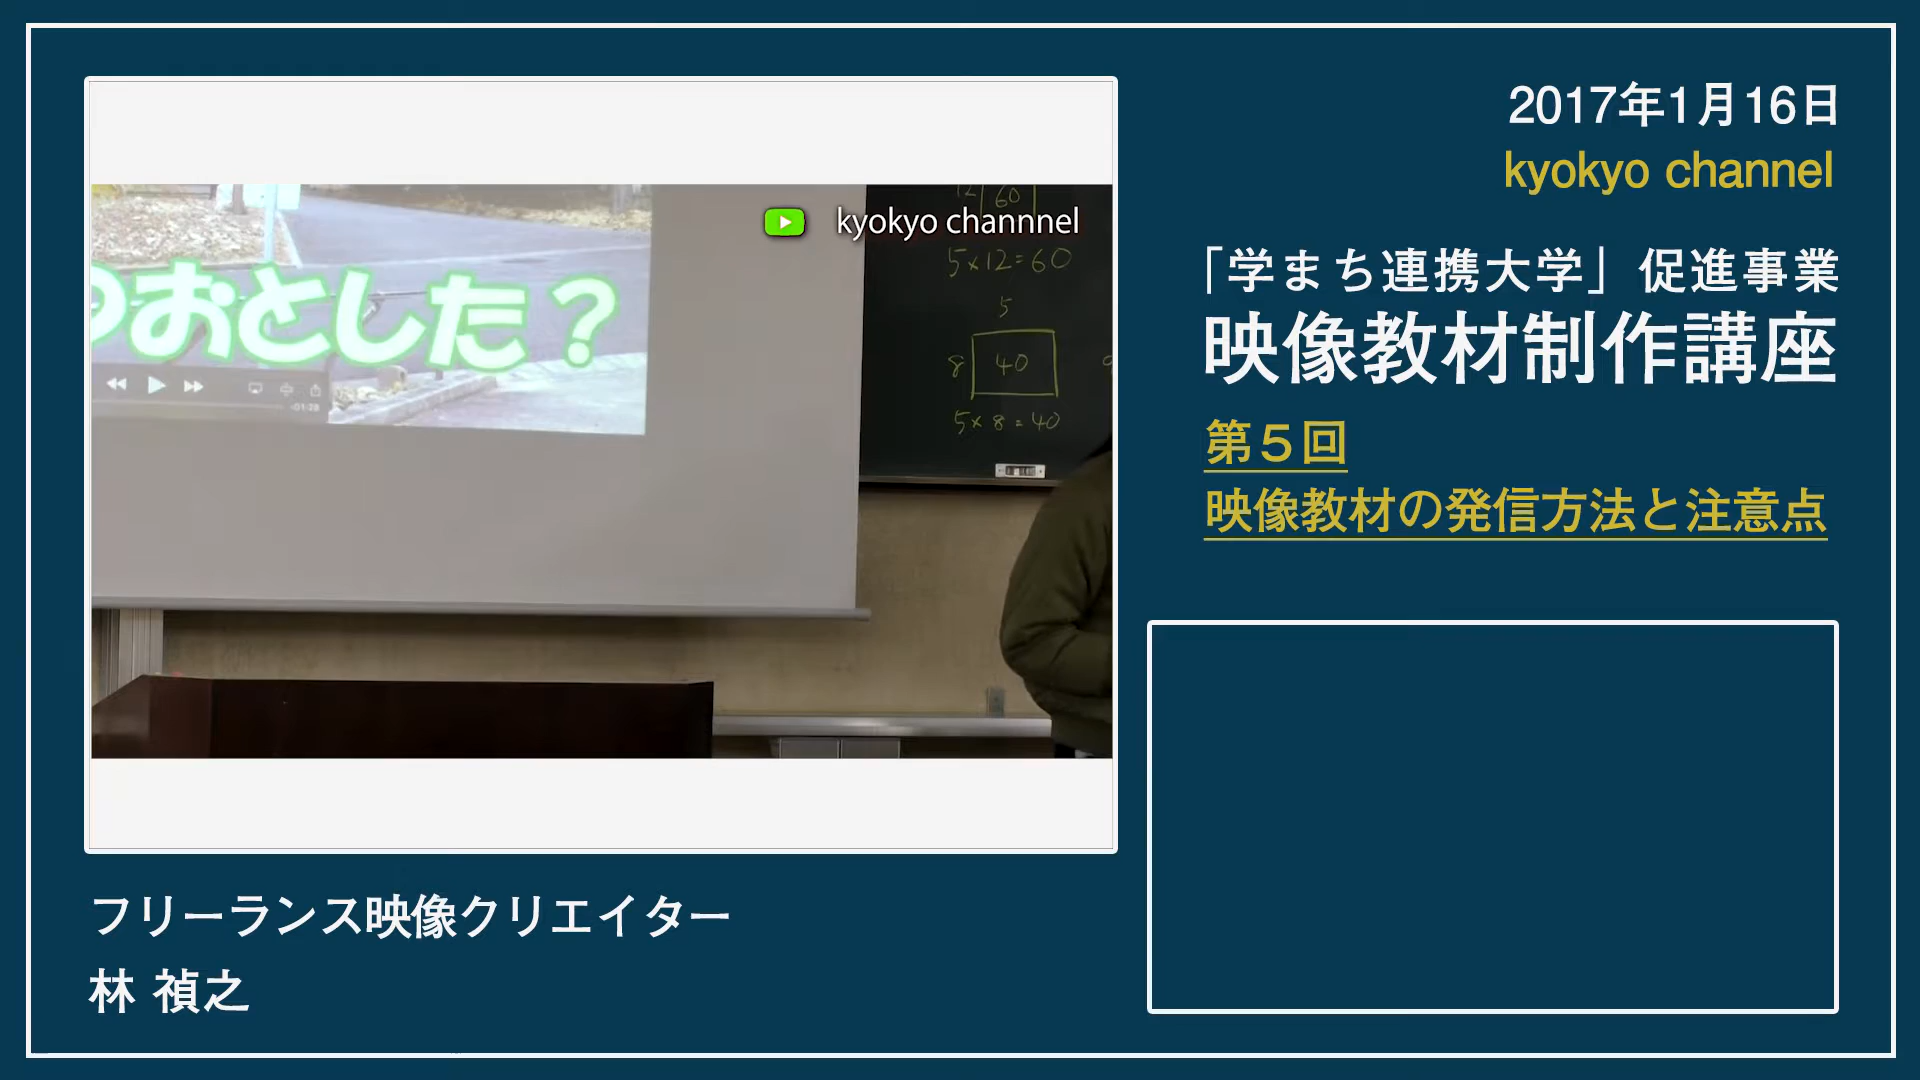 2017年1月16日
kyokyo channel
「学まち連携大学」促進事業
映像教材制作講座
第５回
映像教材の発信方法と注意点
kyokyo channnel
おとした？
-01:28
60
5×12=60
5
8
40
5×8=40
フリーランス映像クリエイター
林 禎之